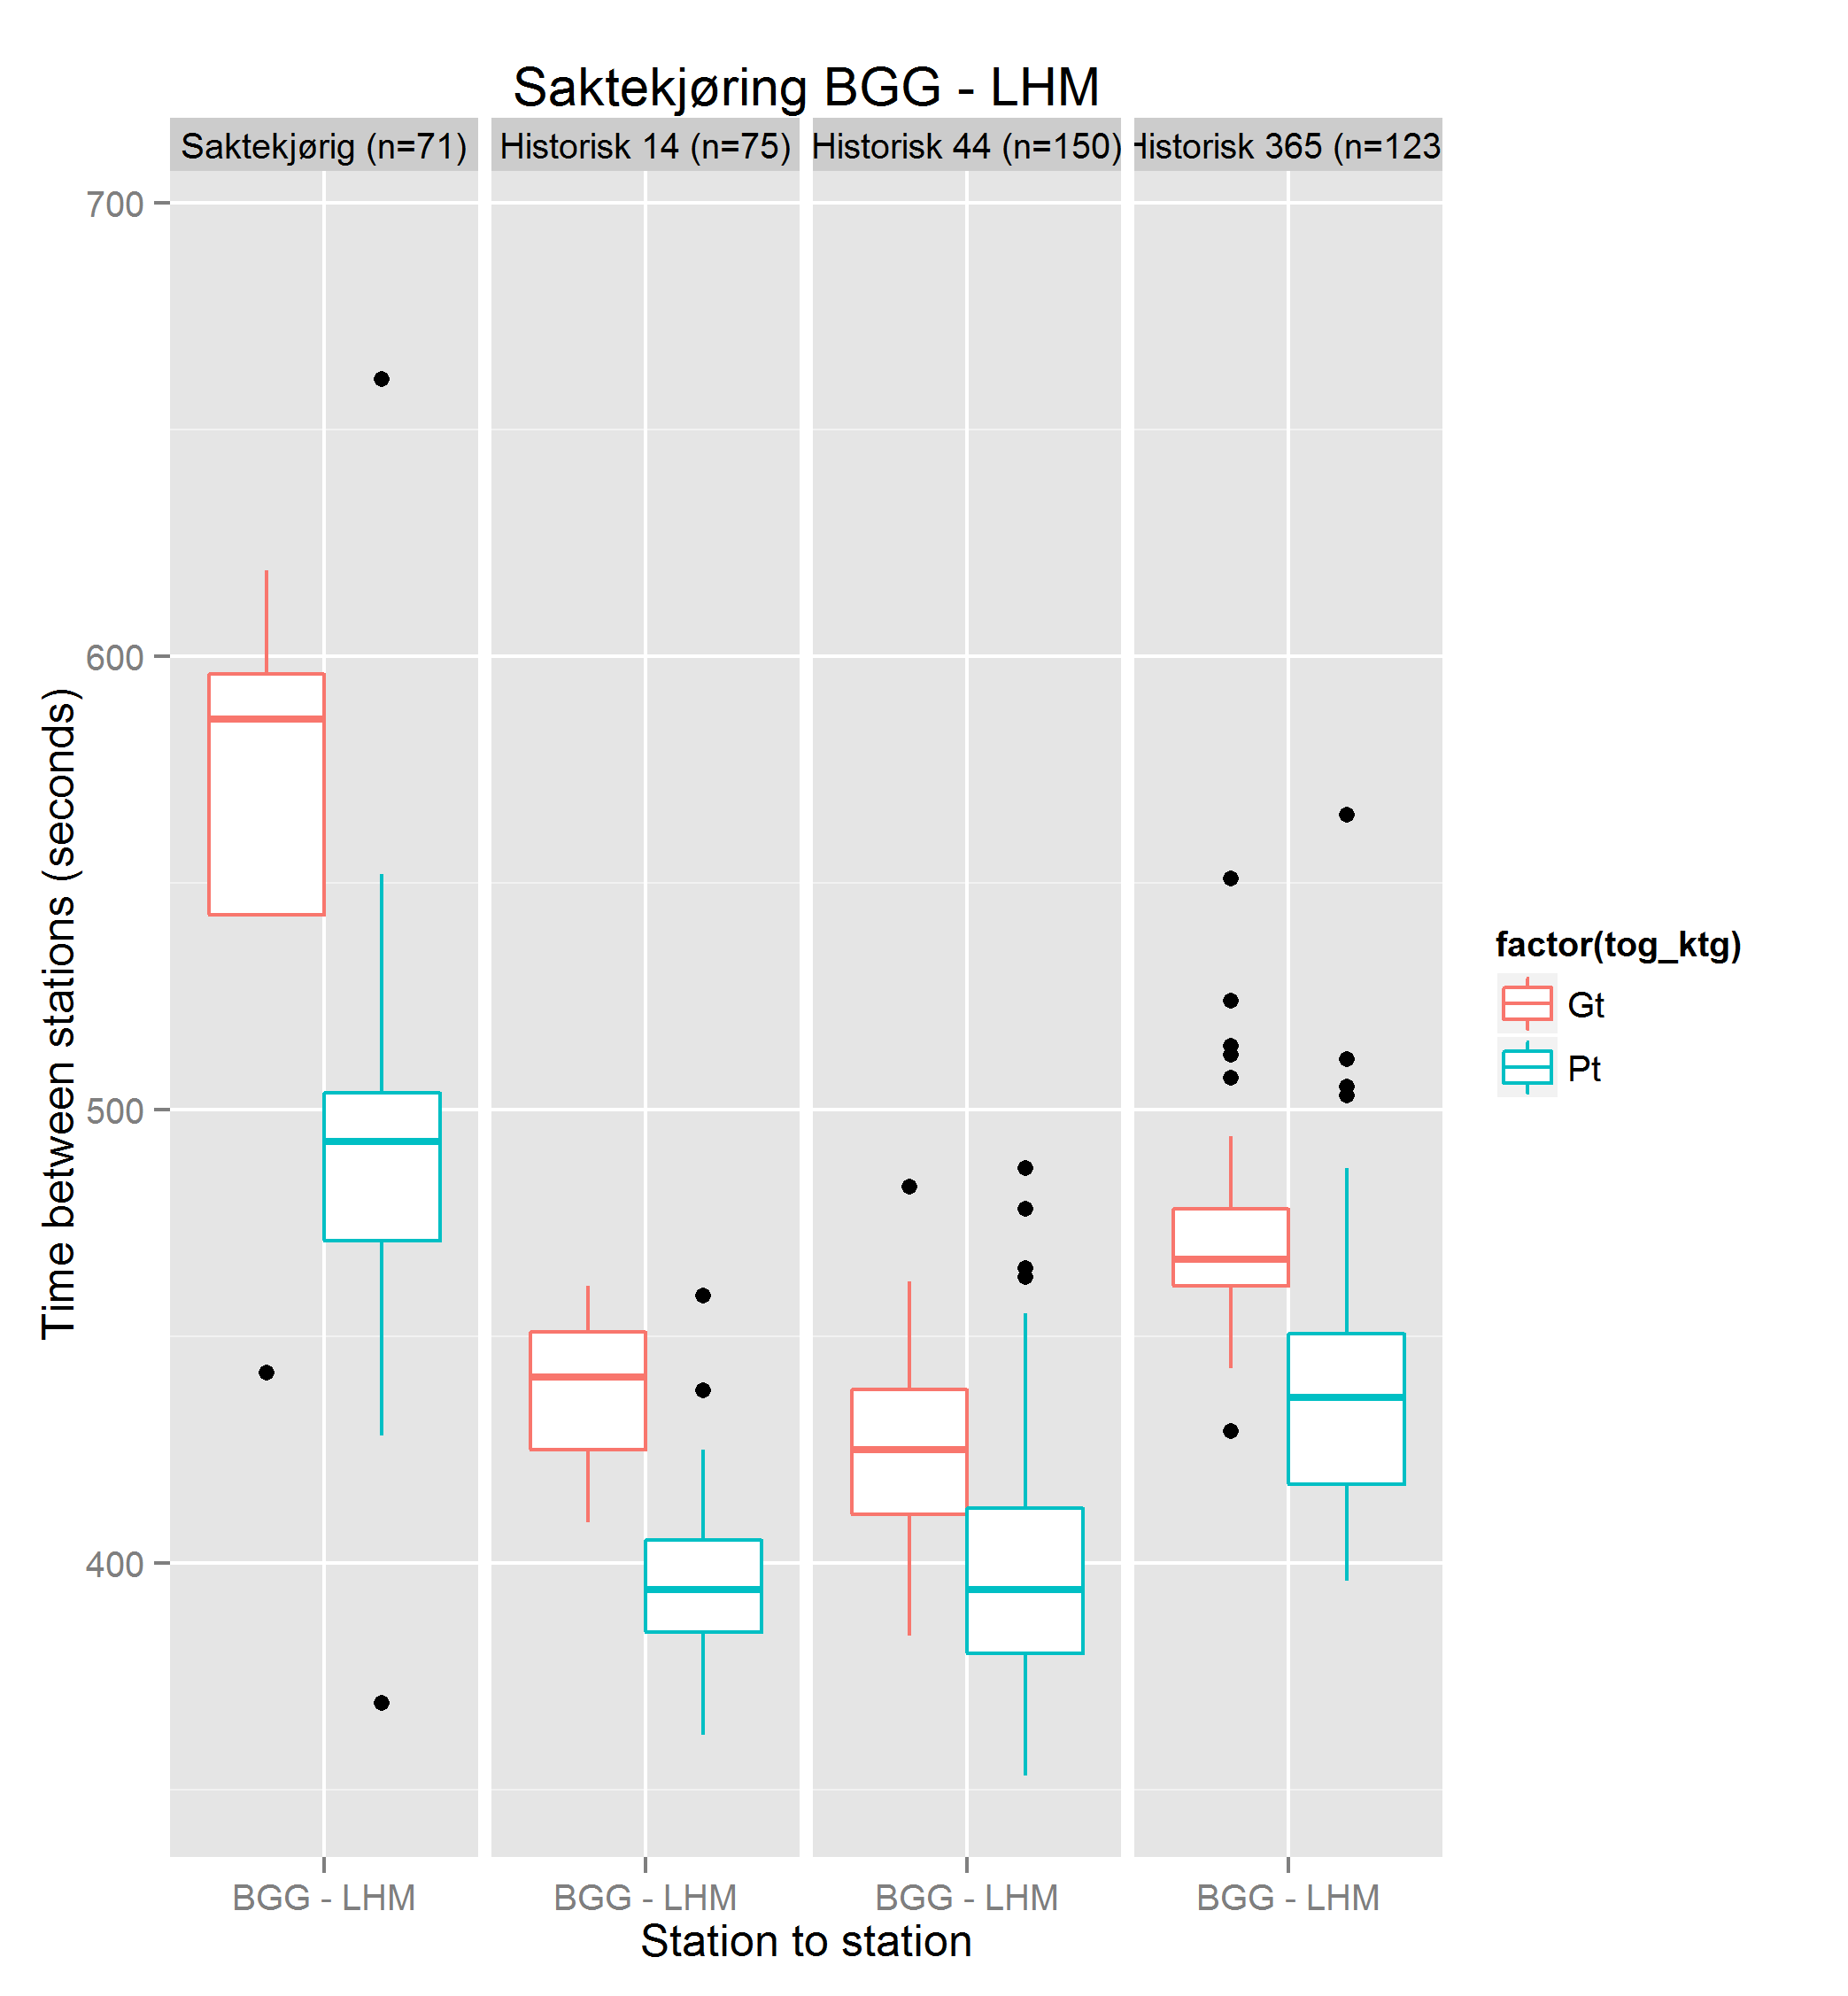 Saktekjøring BGG - LHM
Saktekjørig (n=71) Historisk 14 (n=75) Historisk 44 (n=150) Historisk 365 (n=123
700
600
500
400
Time between stations (seconds)
BGG - LHM BGG - LHM BGG - LHM BGG - LHM
Station to station
factor(tog_ktg)
Gt
Pt